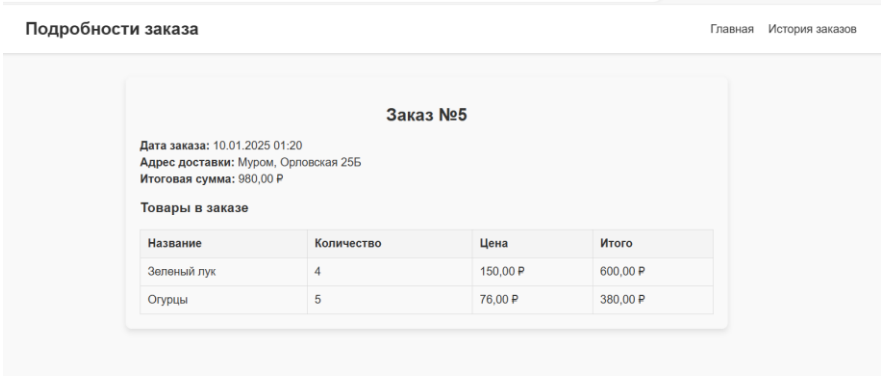 Подробности заказа
Главная История заказов
Заказ №5
Дата заказа: 10.01.2025 01:20
Адрес доставки: Муром, Орловская 25Б
Итоговая сумма: 980,00 ₽
Товары в заказе
Название Количество Цена Итого
Зеленый лук 4 150,00 ₽ 600,00 ₽
Огурцы 5 76,00 ₽ 380,00 ₽